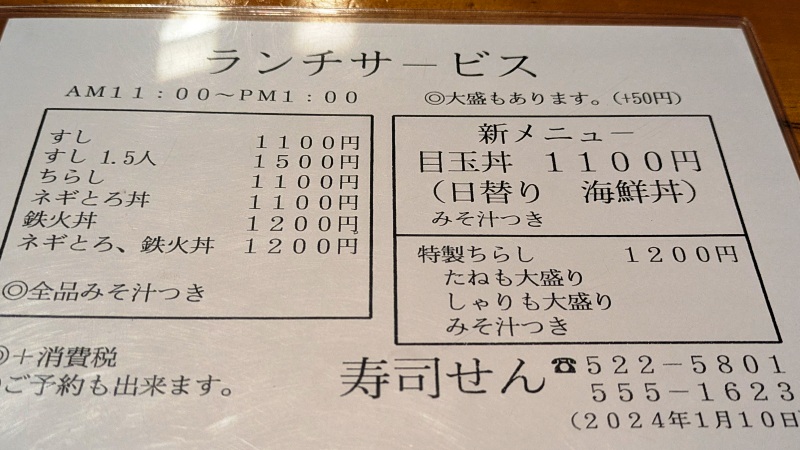 ランチサービス
AM11:00～PM1:00
◎大盛もあります。(+50円)
すし 1100円
すし 1.5人 1500円
ちらし 1100円
ネギとろ丼 1100円
鉄火丼 1200円
ネギとろ、鉄火丼 1200円
◎全品みそ汁つき
新メニュー
目玉丼 1100円
(日替り 海鮮丼)
みそ汁つき
特製ちらし 1200円
たねも大盛り
しゃりも大盛り
みそ汁つき
◎＋消費税
ご予約も出来ます。
寿司せん ☎522－5801
555－1623
(2024年1月10日